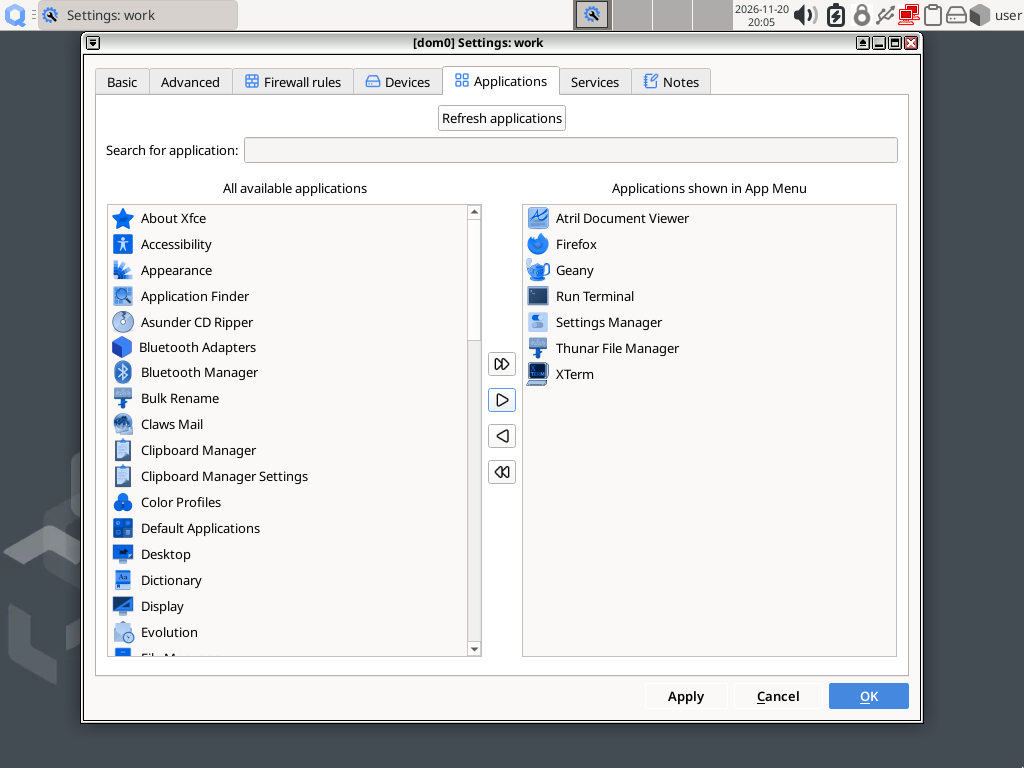 Settings: work
2026-11-20
20:05
user
[dom0] Settings: work
Basic
Advanced
Firewall rules
Devices
Applications
Services
Notes
Refresh applications
Search for application:
All available applications
Applications shown in App Menu
About Xfce
Accessibility
Appearance
Application Finder
Asunder CD Ripper
Bluetooth Adapters
Bluetooth Manager
Bulk Rename
Claws Mail
Clipboard Manager
Clipboard Manager Settings
Color Profiles
Default Applications
Desktop
Dictionary
Display
Evolution
Atril Document Viewer
Firefox
Geany
Run Terminal
Settings Manager
Thunar File Manager
XTerm
Apply
Cancel
OK